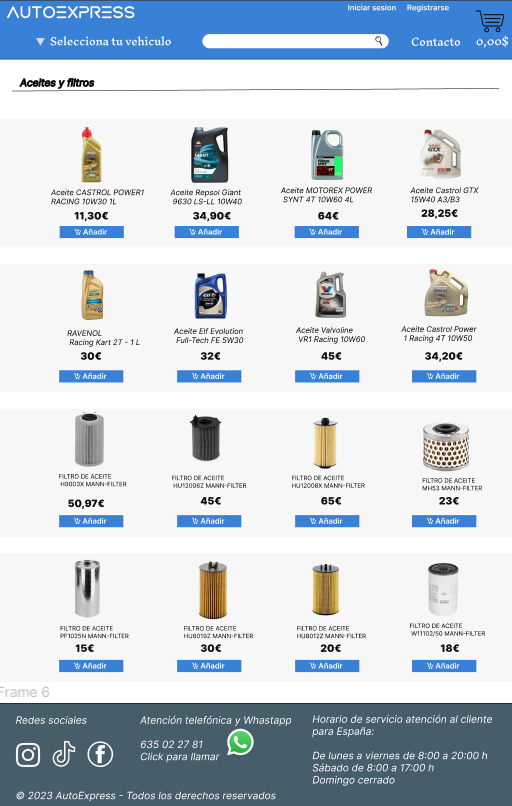 AUTOEXPRESS
Iniciar sesion Registrarse
Selecciona tu vehiculo
Contacto
0,00$
Aceites y filtros
Aceite CASTROL POWER1
RACING 10W30 1L
11,30€
Añadir
Aceite Repsol Giant
9630 LS-LL 10W40
34,90€
Añadir
Aceite MOTOREX POWER
SYNT 4T 10W60 4L
64€
Añadir
Aceite Castrol GTX
15W40 A3/B3
28,25€
Añadir
RAVENOL
Racing Kart 2T - 1 L
30€
Añadir
Aceite Elf Evolution
Full-Tech FE 5W30
32€
Añadir
Aceite Valvoline
VR1 Racing 10W60
45€
Añadir
Aceite Castrol Power
1 Racing 4T 10W50
34,20€
Añadir
FILTRO DE ACEITE
H9003X MANN-FILTER
50,97€
Añadir
FILTRO DE ACEITE
HU12006Z MANN-FILTER
45€
Añadir
FILTRO DE ACEITE
HU12008X MANN-FILTER
65€
Añadir
FILTRO DE ACEITE
MH53 MANN-FILTER
23€
Añadir
FILTRO DE ACEITE
PF1025N MANN-FILTER
15€
Añadir
FILTRO DE ACEITE
HU6019Z MANN-FILTER
30€
Añadir
FILTRO DE ACEITE
HU8012Z MANN-FILTER
20€
Añadir
FILTRO DE ACEITE
W11102/50 MANN-FILTER
18€
Añadir
Frame 6
Redes sociales
Atención telefónica y Whastapp
635 02 27 81
Click para llamar
Horario de servicio atención al cliente
para España:
De lunes a viernes de 8:00 a 20:00 h
Sábado de 8:00 a 17:00 h
Domingo cerrado
© 2023 AutoExpress - Todos los derechos reservados